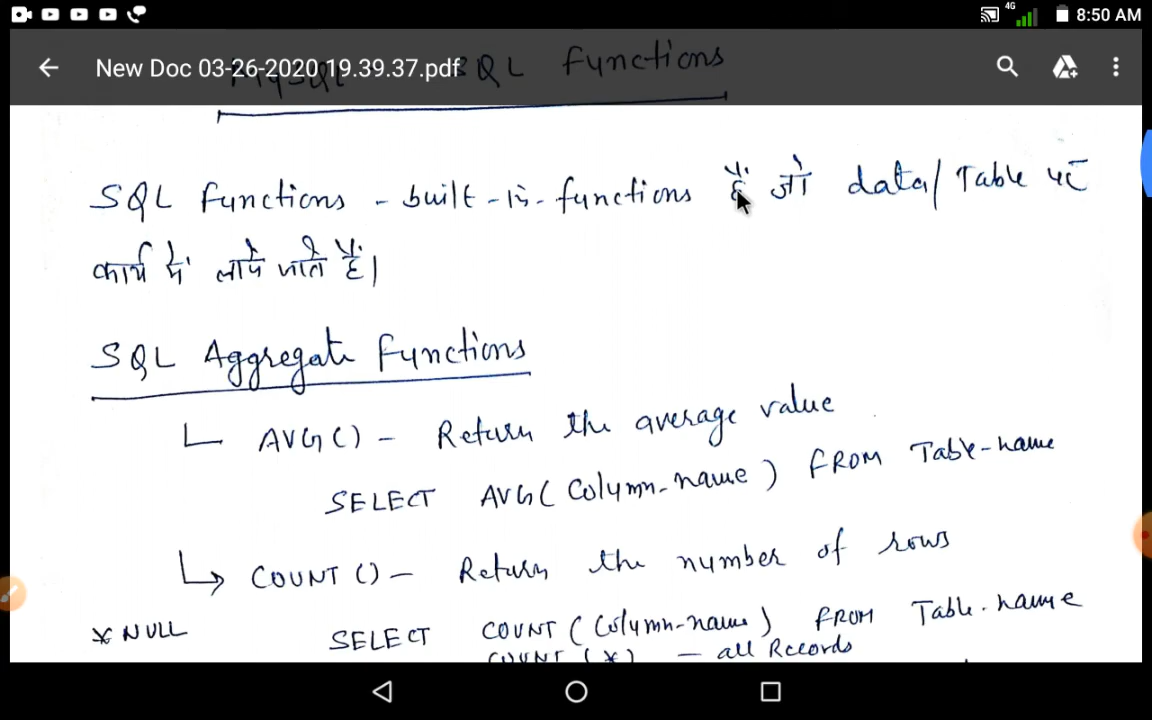 4G
8:50 AM
New Doc 03-26-2020 19.39.37.pdf
MySQL SQL Functions
SQL Functions - built-in-functions हैं जो data/Table पर
कार्य में लाये जाते हैं।
SQL Aggregate Functions
AVG() - Return the average value
SELECT AVG(Column-name) FROM Table-name
COUNT() - Return the number of rows
* NULL
SELECT COUNT(Column-name) FROM Table-name
COUNT(*) - all Records